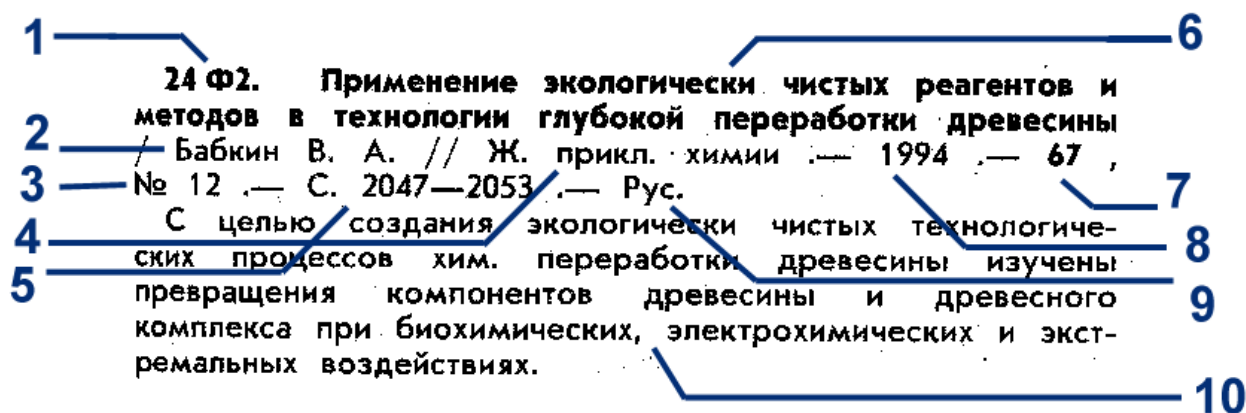 1
6
24 Ф2. Применение экологически чистых реагентов и
методов в технологии глубокой переработки древесины
2
/ Бабкин В. А. // Ж. прикл. химии .— 1994 .— 67 ,
3
№ 12 .— С. 2047—2053 .— Рус.
7
С целью создания экологически чистых технологиче-
4
8
ских процессов хим. переработки древесины изучены
5
9
превращения компонентов древесины и древесного
комплекса при биохимических, электрохимических и экст-
ремальных воздействиях.
10